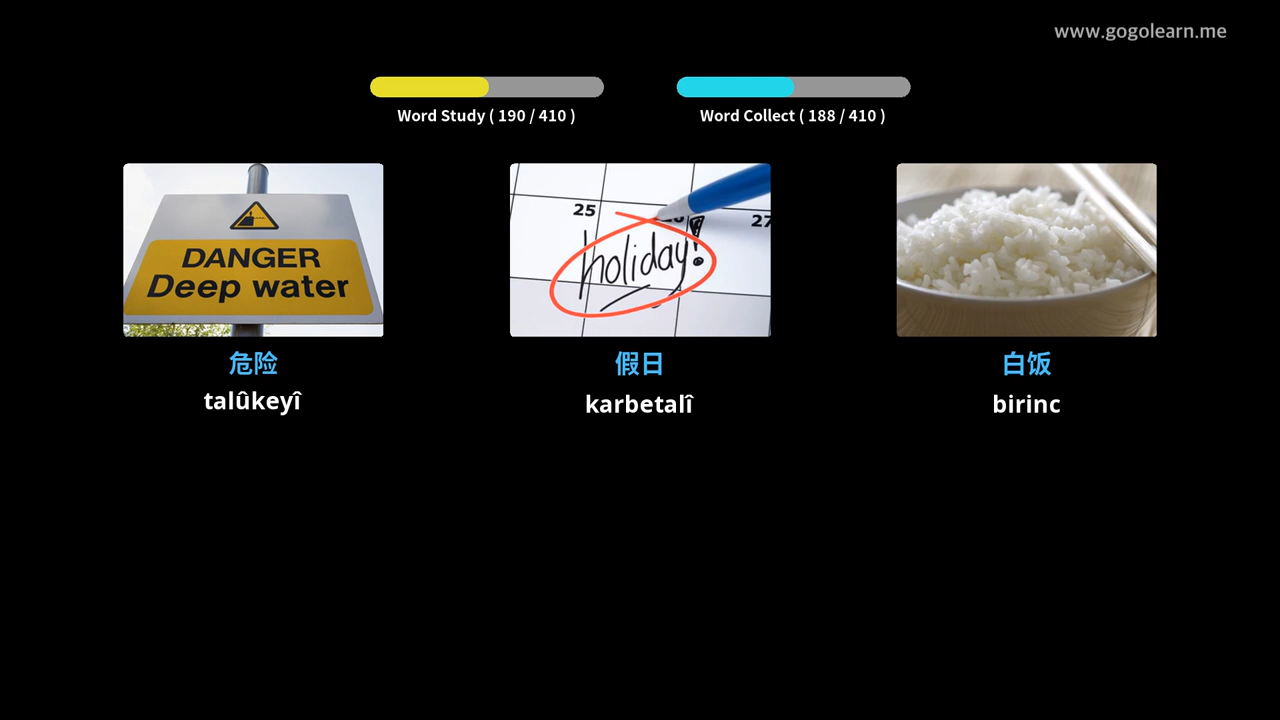 www.gogolearn.me
Word Study ( 190 / 410 )
Word Collect ( 188 / 410 )
DANGER
Deep water
25
27
holiday!
危险
假日
白饭
talûkeyî
karbetalî
birinc